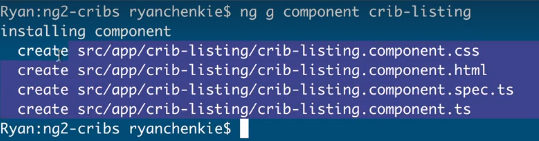 Ryan:ng2-cribs ryanchenkie$ ng g component crib-listing
installing component
  create src/app/crib-listing/crib-listing.component.css
  create src/app/crib-listing/crib-listing.component.html
  create src/app/crib-listing/crib-listing.component.spec.ts
  create src/app/crib-listing/crib-listing.component.ts
Ryan:ng2-cribs ryanchenkie$